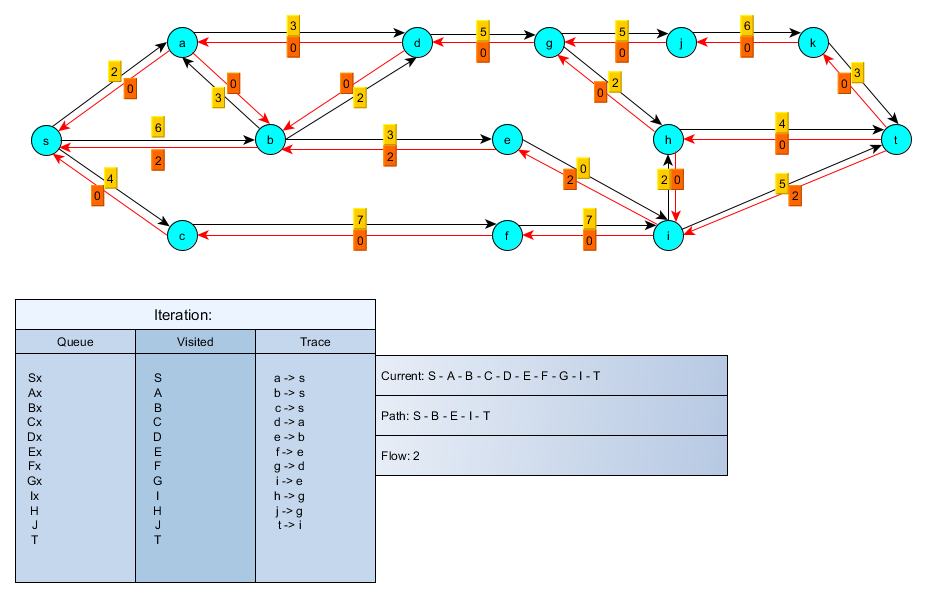 3
a
0
d
5
0
g
5
0
j
6
0
k
2
0
3
0
0
2
2
0
3
0
s
6
2
b
3
2
e
h
4
0
t
4
0
0
2
2
0
5
2
c
7
0
f
7
0
i
Iteration:
Queue Visited Trace
Sx S a -> s
Ax A b -> s
Bx B c -> s
Cx C d -> a
Dx D e -> b
Ex E f -> e
Fx F g -> d
Gx G i -> e
Ix I h -> g
H H j -> g
J J t -> i
T T
Current: S - A - B - C - D - E - F - G - I - T
Path: S - B - E - I - T
Flow: 2